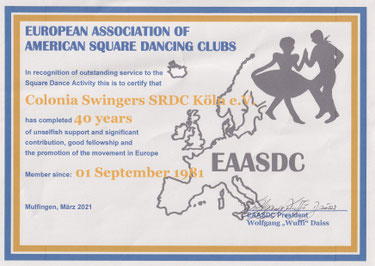 EUROPEAN ASSOCIATION OF
AMERICAN SQUARE DANCING CLUBS
In recognition of outstanding service to the
Square Dance Activity this is to certify that
Colonia Swingers SRDC Köln e.V.
has completed 40 years
of unselfish support and significant
contribution, good fellowship and
the promotion of the movement in Europe
EAASDC
Member since: 01 September 1981
Mulfingen, März 2021
EAASDC President
Wolfgang „Wuffi“ Daiss